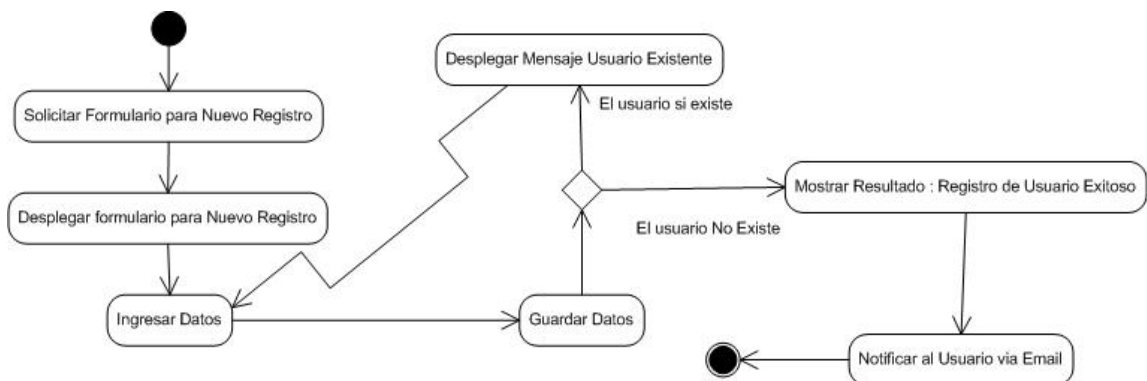 Solicitar Formulario para Nuevo Registro
Desplegar formulario para Nuevo Registro
Ingresar Datos
Guardar Datos
Desplegar Mensaje Usuario Existente
El usuario si existe
El usuario No Existe
Mostrar Resultado : Registro de Usuario Exitoso
Notificar al Usuario via Email